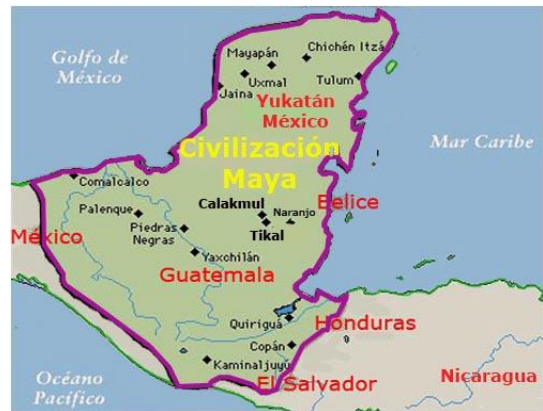 Golfo de
México
Mayapán
Chichén Itzá
Uxmal
Tulum
Jaina
Yukatán
México
Mar Caribe
Civilización
Maya
Comalcalco
Calakmul
Naranjo
Belice
Palenque
Tikal
México
Piedras
Negras
Yaxchilán
Guatemala
Quiriguá
Honduras
Copán
Kaminaljuyú
El Salvador
Nicaragua
Océano
Pacífico